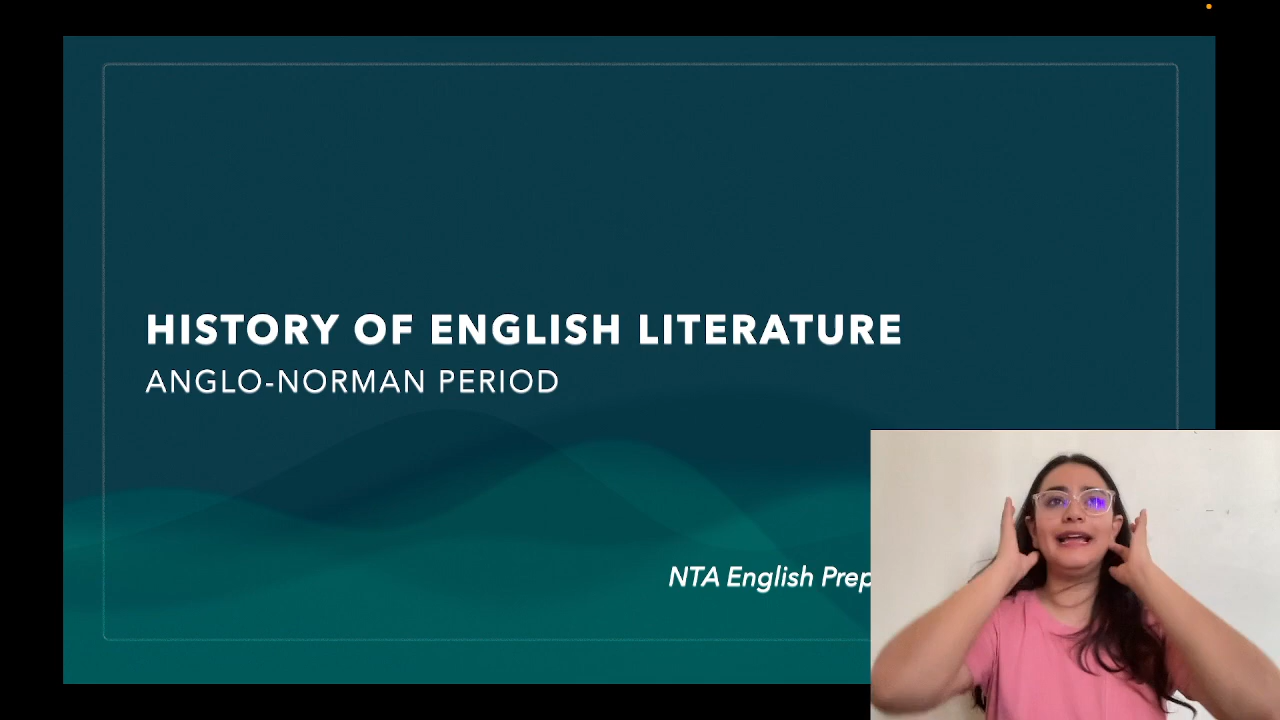 HISTORY OF ENGLISH LITERATURE
ANGLO-NORMAN PERIOD
NTA English Prep